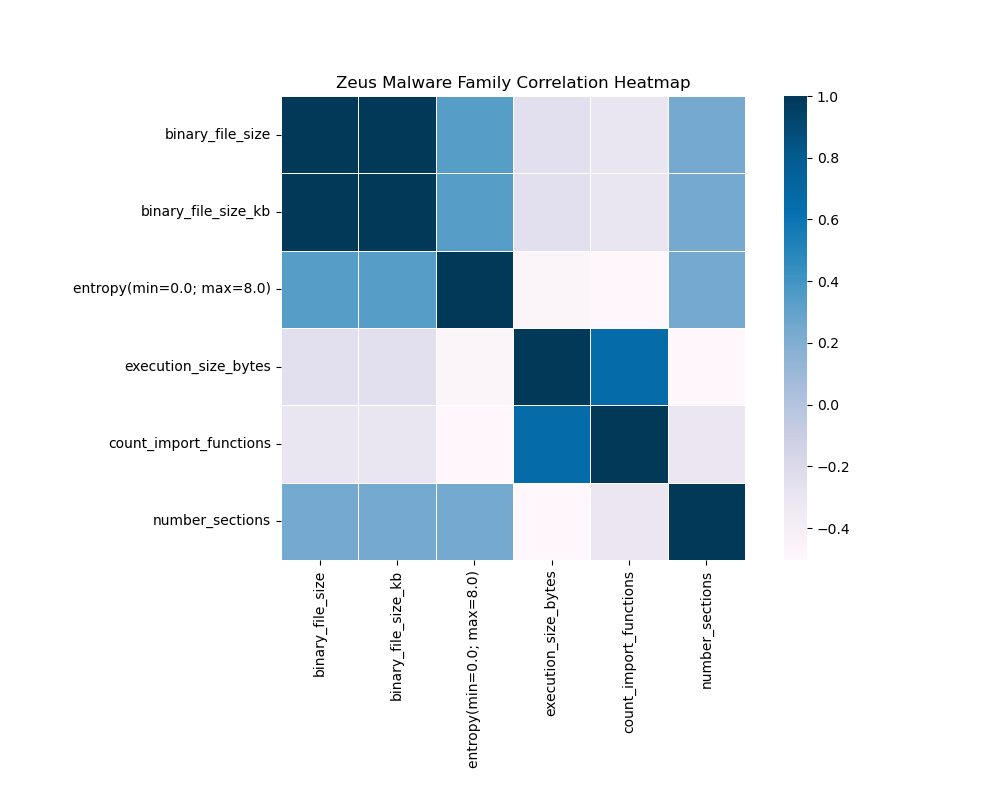 Zeus Malware Family Correlation Heatmap
binary_file_size
binary_file_size_kb
entropy(min=0.0; max=8.0)
execution_size_bytes
count_import_functions
number_sections
binary_file_size
binary_file_size_kb
entropy(min=0.0; max=8.0)
execution_size_bytes
count_import_functions
number_sections
1.0
0.8
0.6
0.4
0.2
0.0
−0.2
−0.4